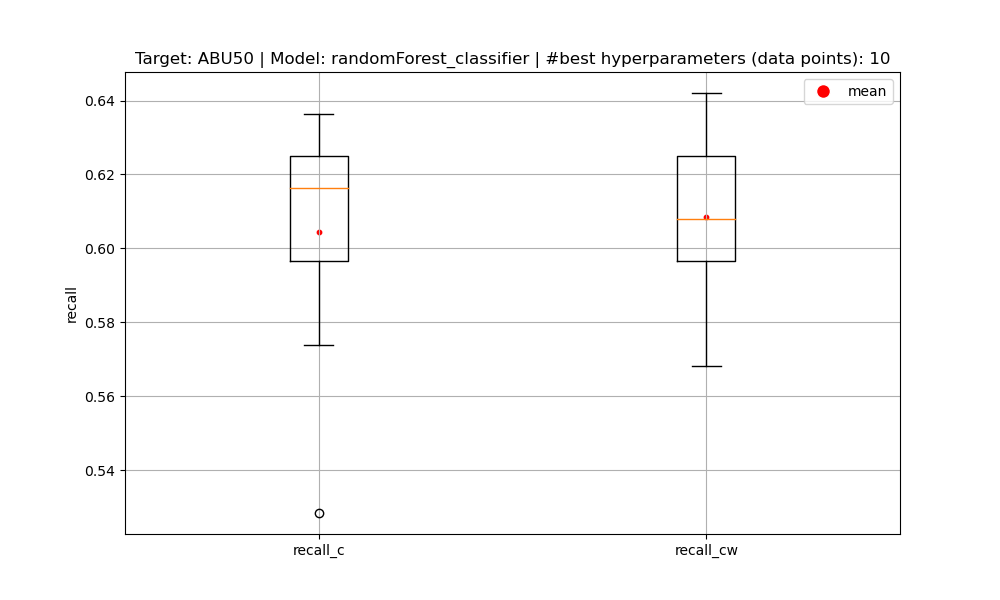 Target: ABU50 | Model: randomForest_classifier | #best hyperparameters (data points): 10
mean
0.64
0.62
0.60
0.58
0.56
0.54
recall
recall_c
recall_cw